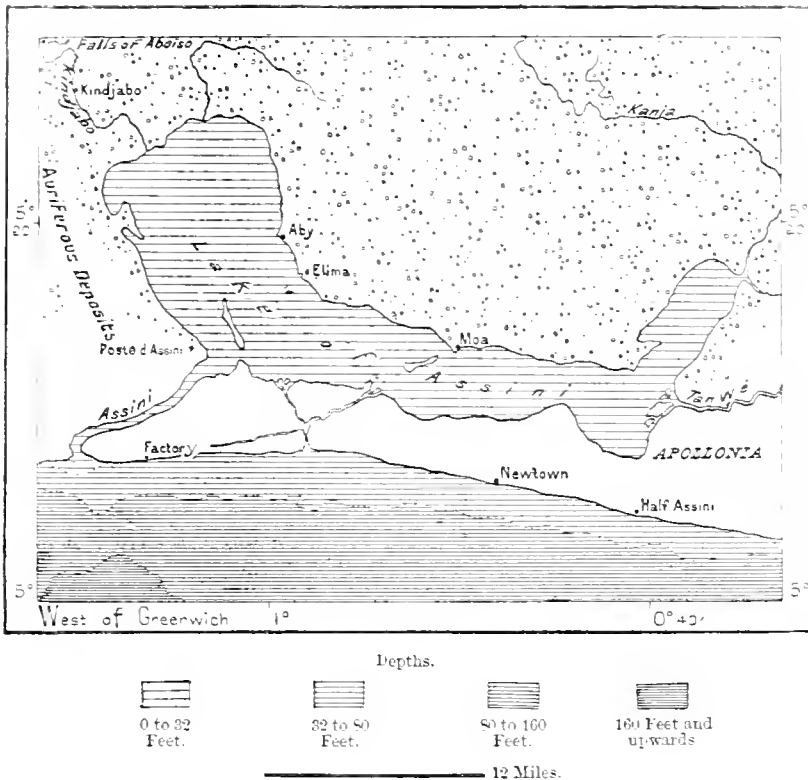 Falls of Aboiso
Kindjabo
Kindjabo
Kanja
Auriferous Deposits
Aby
Elima
Lake of Assini
Moa
Poste d'Assini
Assini
Factory
APOLLONIA
Newtown
Half Assini
5°
5°
West of Greenwich
1°
0° 40′
Depths.
0 to 32
Feet.
32 to 80
Feet.
80 to 160
Feet.
160 Feet and
upwards
12 Miles.